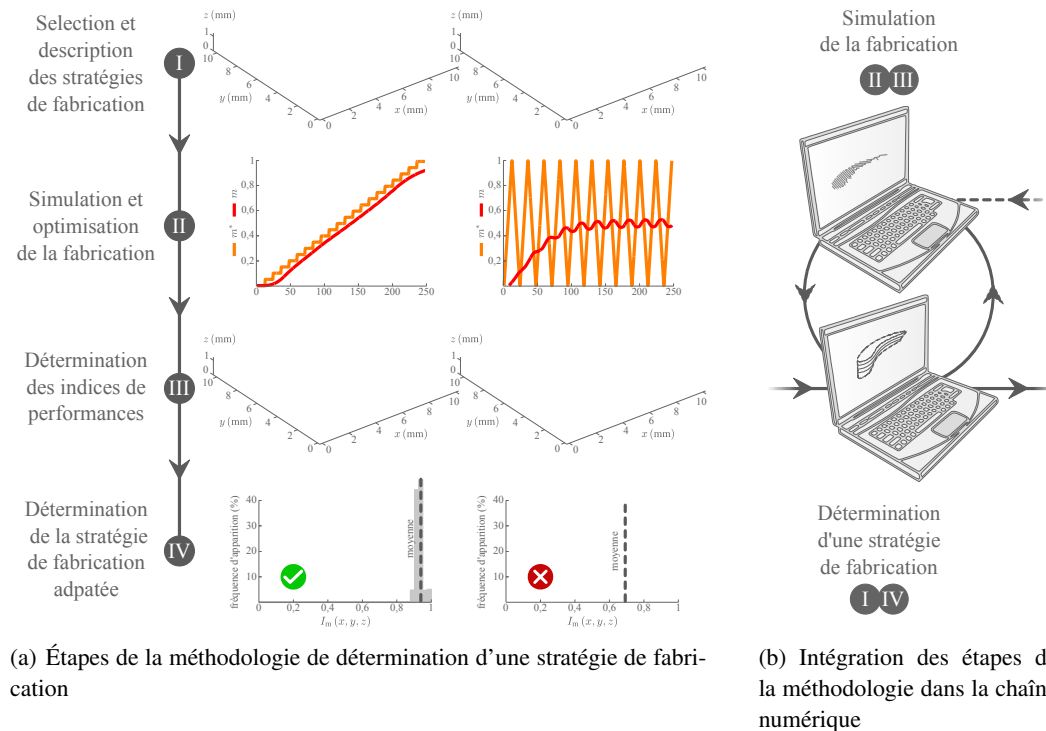 Selection et
description
des stratégies
de fabrication
I
z (mm)
1
0
10
8
6
4
2
0
y (mm)
0
2
4
6
8
10
x (mm)
z (mm)
1
0
10
8
6
4
2
0
y (mm)
0
2
4
6
8
10
x (mm)
Simulation et
optimisation
de la fabrication
II
m* m
1
0,8
0,6
0,4
0,2
0 50 100 150 200 250
m* m
1
0,8
0,6
0,4
0,2
0 50 100 150 200 250
Détermination
des indices de
performances
III
z (mm)
1
0
10
8
6
4
2
0
y (mm)
0
2
4
6
8
10
x (mm)
z (mm)
1
0
10
8
6
4
2
0
y (mm)
0
2
4
6
8
10
x (mm)
Détermination
de la stratégie
de fabrication
adpatée
IV
fréquence d'apparition (%)
40
30
20
10
moyenne
0 0,2 0,4 0,6 0,8 1
Im (x, y, z)
fréquence d'apparition (%)
40
30
20
10
moyenne
0 0,2 0,4 0,6 0,8 1
Im (x, y, z)
(a) Étapes de la méthodologie de détermination d’une stratégie de fabri-
cation
Simulation
de la fabrication
II III
Détermination
d'une stratégie
de fabrication
I IV
(b) Intégration des étapes d
la méthodologie dans la chaîn
numérique